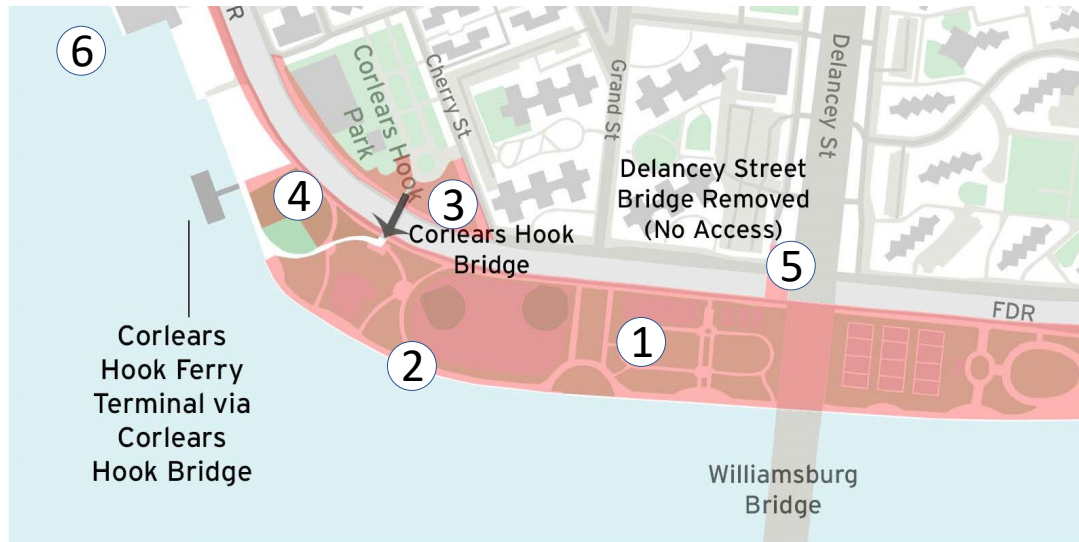 6
R
Corlears Hook
Park
Cherry St
Grand St
Delancey St
Delancey Street
Bridge Removed
(No Access)
4
3
Corlears Hook
Bridge
5
FDR
1
2
Corlears
Hook Ferry
Terminal via
Corlears
Hook Bridge
Williamsburg
Bridge